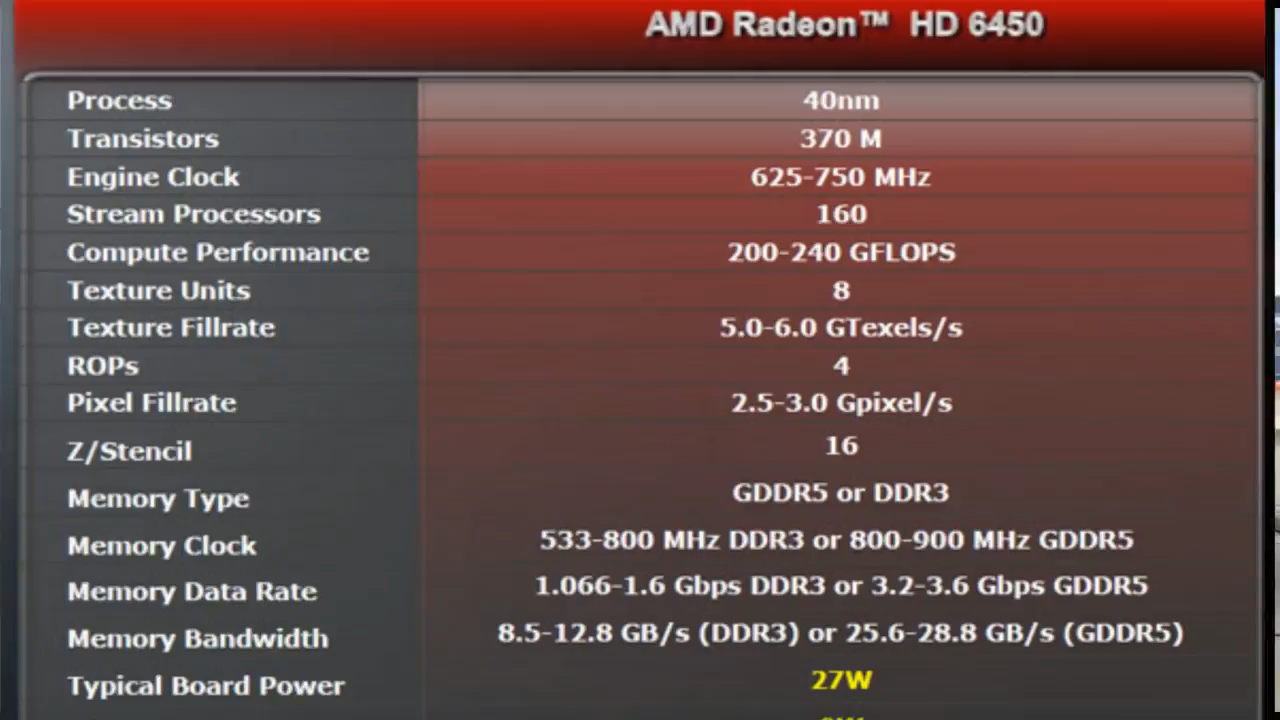 AMD Radeon™ HD 6450
Process 40nm
Transistors 370 M
Engine Clock 625-750 MHz
Stream Processors 160
Compute Performance 200-240 GFLOPS
Texture Units 8
Texture Fillrate 5.0-6.0 GTexels/s
ROPs 4
Pixel Fillrate 2.5-3.0 Gpixel/s
Z/Stencil 16
Memory Type GDDR5 or DDR3
Memory Clock 533-800 MHz DDR3 or 800-900 MHz GDDR5
Memory Data Rate 1.066-1.6 Gbps DDR3 or 3.2-3.6 Gbps GDDR5
Memory Bandwidth 8.5-12.8 GB/s (DDR3) or 25.6-28.8 GB/s (GDDR5)
Typical Board Power 27W